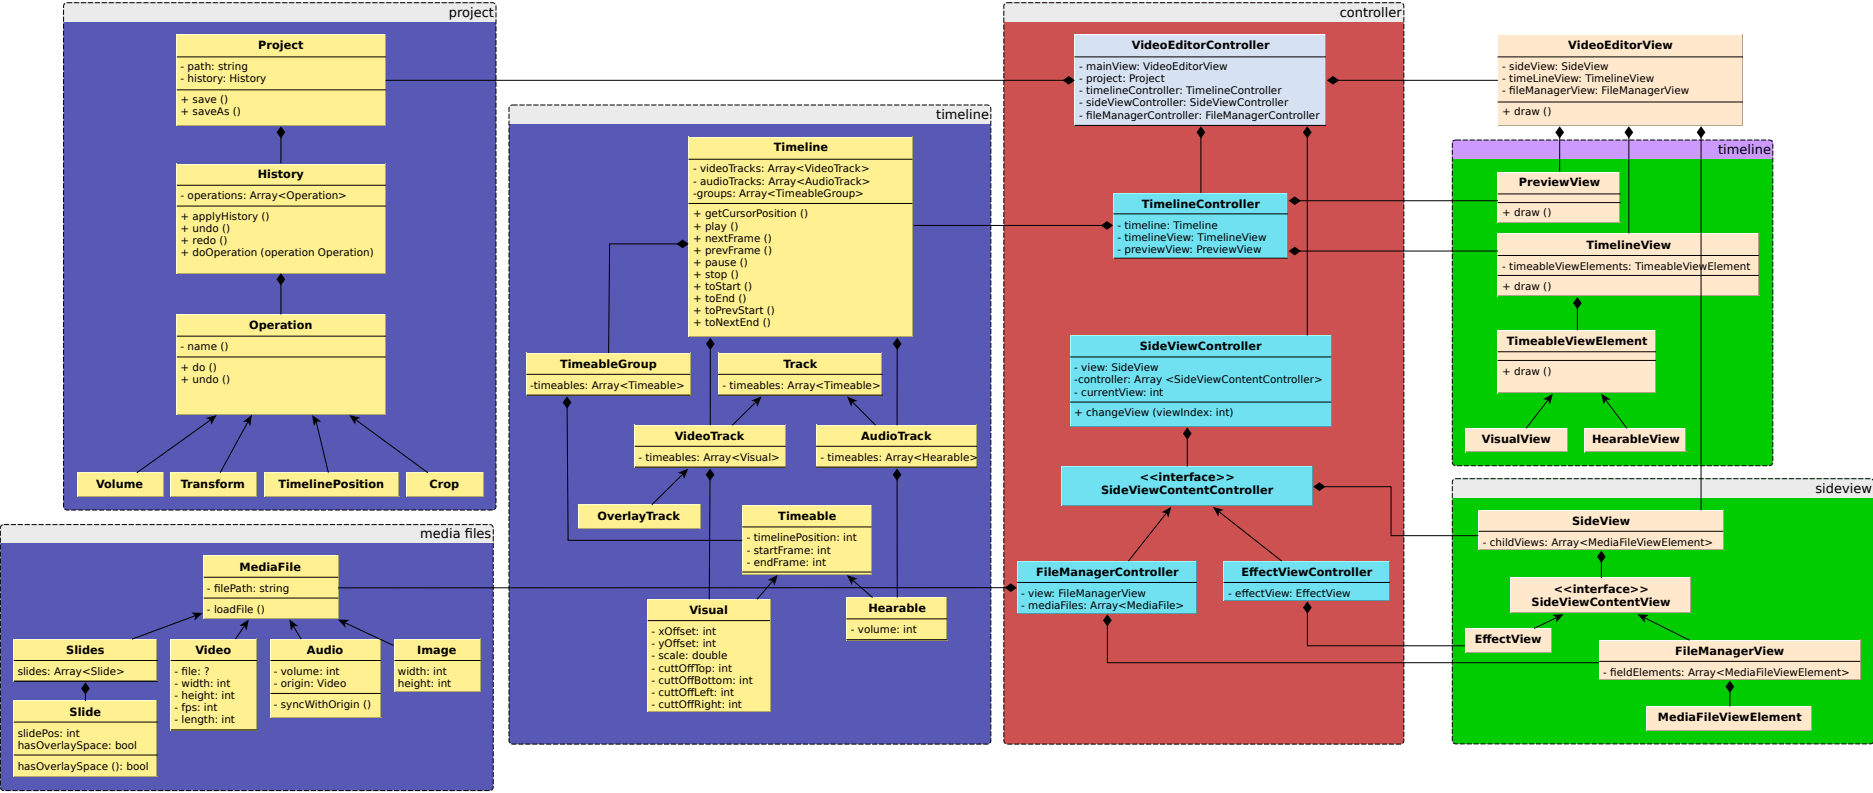 project
Project
- path: string
- history: History
+ save ()
+ saveAs ()
History
- operations: Array<Operation>
+ applyHistory ()
+ undo ()
+ redo ()
+ doOperation (operation Operation)
Operation
- name ()
+ do ()
+ undo ()
Volume
Transform
TimelinePosition
Crop
media files
MediaFile
- filePath: string
- loadFile ()
Slides
slides: Array<Slide>
Slide
slidePos: int
hasOverlaySpace: bool
hasOverlaySpace (): bool
Video
- file: ?
- width: int
- height: int
- fps: int
- length: int
Audio
- volume: int
- origin: Video
- syncWithOrigin ()
Image
width: int
height: int
timeline
Timeline
- videoTracks: Array<VideoTrack>
- audioTracks: Array<AudioTrack>
-groups: Array<TimeableGroup>
+ getCursorPosition ()
+ play ()
+ nextFrame ()
+ prevFrame ()
+ pause ()
+ stop ()
+ toStart ()
+ toEnd ()
+ toPrevStart ()
+ toNextEnd ()
TimeableGroup
-timeables: Array<Timeable>
Track
- timeables: Array<Timeable>
VideoTrack
- timeables: Array<Visual>
AudioTrack
- timeables: Array<Hearable>
OverlayTrack
Timeable
- timelinePosition: int
- startFrame: int
- endFrame: int
Visual
- xOffset: int
- yOffset: int
- scale: double
- cuttOffTop: int
- cuttOffBottom: int
- cuttOffLeft: int
- cuttOffRight: int
Hearable
- volume: int
controller
VideoEditorController
- mainView: VideoEditorView
- project: Project
- timelineController: TimelineController
- sideViewController: SideViewController
- fileManagerController: FileManagerController
TimelineController
- timeline: Timeline
- timelineView: TimelineView
- previewView: PreviewView
SideViewController
- view: SideView
-controller: Array <SideViewContentController>
- currentView: int
+ changeView (viewIndex: int)
<<interface>>
SideViewContentController
FileManagerController
- view: FileManagerView
- mediaFiles: Array<MediaFile>
EffectViewController
- effectView: EffectView
VideoEditorView
- sideView: SideView
- timeLineView: TimelineView
- fileManagerView: FileManagerView
+ draw ()
timeline
PreviewView
+ draw ()
TimelineView
- timeableViewElements: TimeableViewElement
+ draw ()
TimeableViewElement
+ draw ()
VisualView
HearableView
sideview
SideView
- childViews: Array<MediaFileViewElement>
<<interface>>
SideViewContentView
EffectView
FileManagerView
- fieldElements: Array<MediaFileViewElement>
MediaFileViewElement